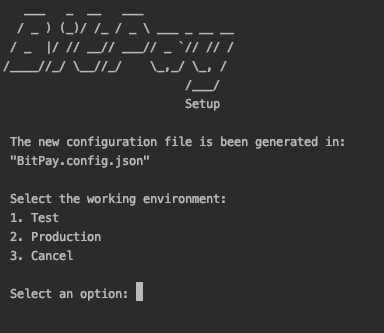 BitPay
Setup
The new configuration file is been generated in:
"BitPay.config.json"
Select the working environment:
1. Test
2. Production
3. Cancel
Select an option: